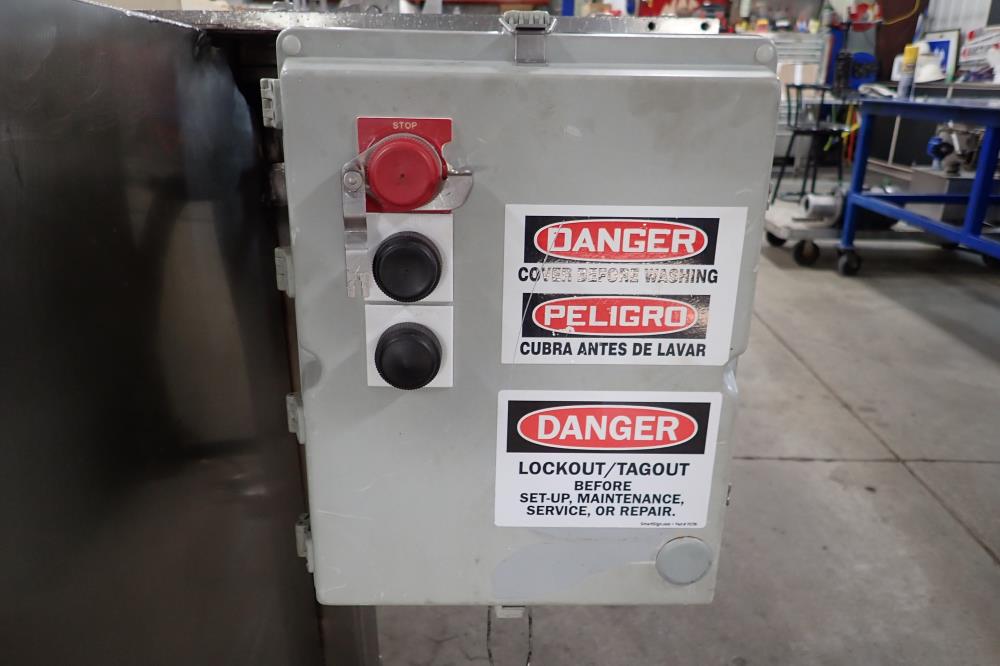 STOP
DANGER
COVER BEFORE WASHING
PELIGRO
CUBRA ANTES DE LAVAR
DANGER
LOCKOUT/TAGOUT
BEFORE
SET-UP, MAINTENANCE,
SERVICE, OR REPAIR.